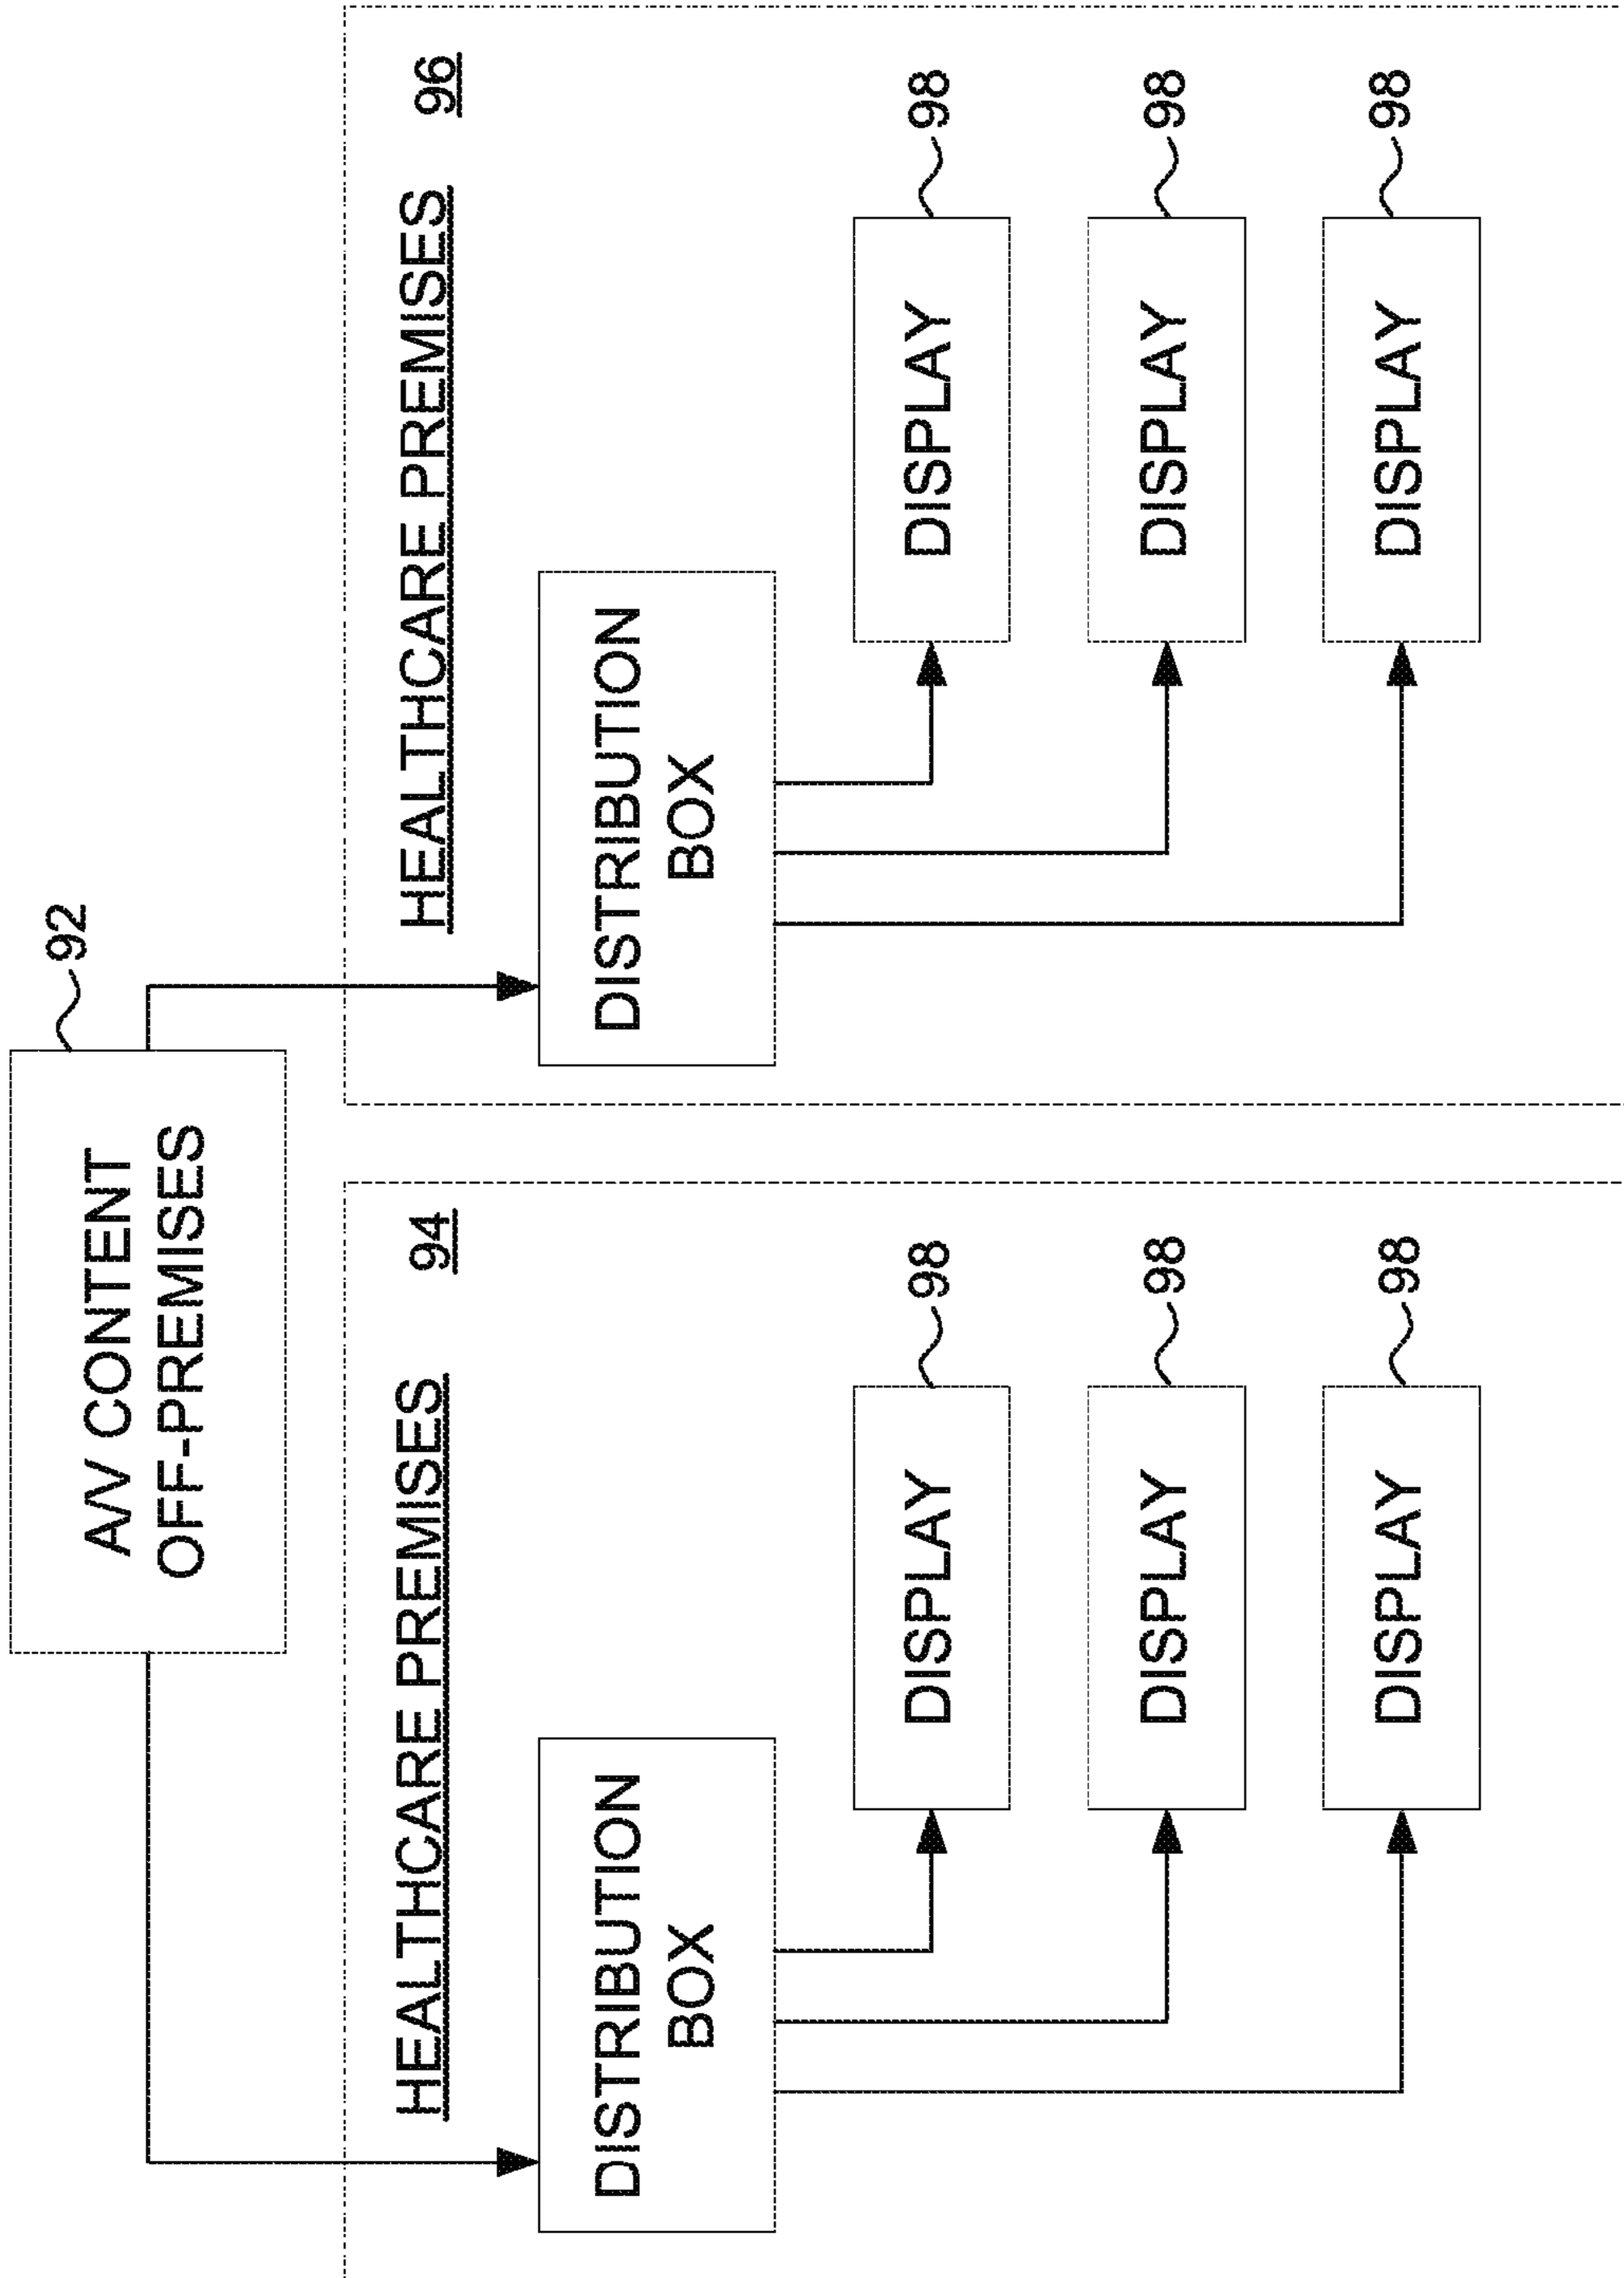 A/V CONTENT
OFF-PREMISES
92
HEALTHCARE PREMISES
94
DISTRIBUTION
BOX
DISPLAY
98
DISPLAY
98
DISPLAY
98
HEALTHCARE PREMISES
96
DISTRIBUTION
BOX
DISPLAY
98
DISPLAY
98
DISPLAY
98